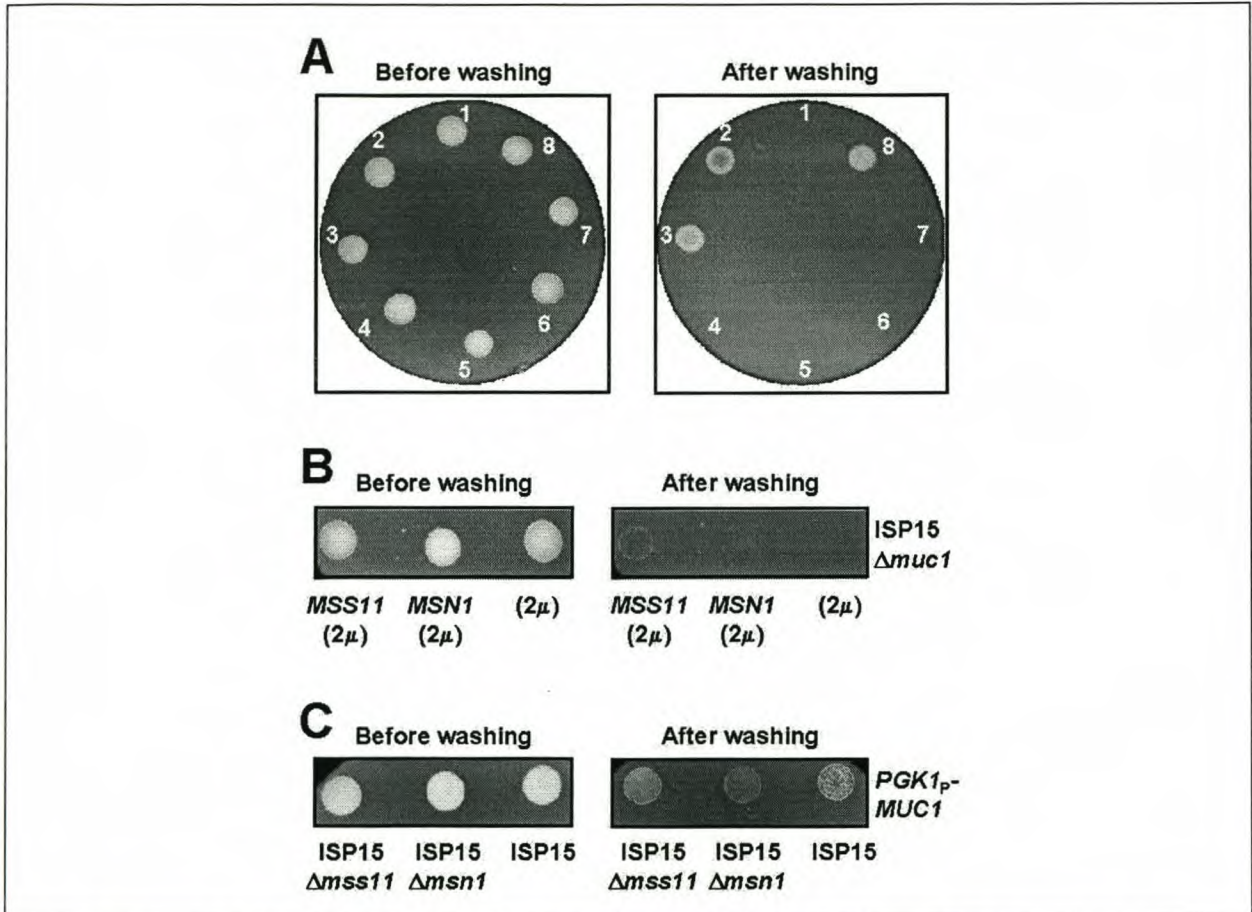 A
Before washing After washing
1 2 3 4 5 6 7 8
1 2 3 4 5 6 7 8
B
Before washing After washing
ISP15
Δmuc1
MSS11 MSN1 (2μ) MSS11 MSN1 (2μ)
(2μ) (2μ) (2μ) (2μ)
C
Before washing After washing
PGK1P-
MUC1
ISP15 ISP15 ISP15 ISP15 ISP15 ISP15
Δmss11 Δmsn1 Δmss11 Δmsn1